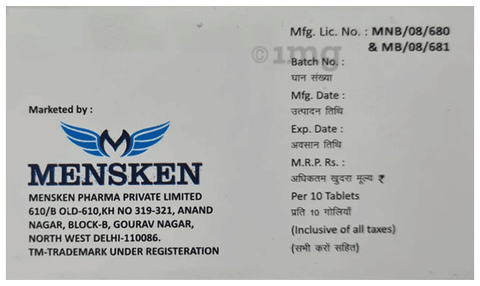 Mfg. Lic. No. : MNB/08/680
& MB/08/681
©1mg
Batch No. :
घान संख्या
Mfg. Date :
उत्पादन तिथि
Exp. Date :
अवसान तिथि
M.R.P. Rs. :
अधिकतम खुदरा मूल्य ₹
Per 10 Tablets
प्रति 10 गोलियाँ
(Inclusive of all taxes)
(सभी करों सहित)
Marketed by :
MENSKEN
MENSKEN PHARMA PRIVATE LIMITED
610/B OLD-610,KH NO 319-321, ANAND
NAGAR, BLOCK-B, GOURAV NAGAR,
NORTH WEST DELHI-110086.
TM-TRADEMARK UNDER REGISTERATION